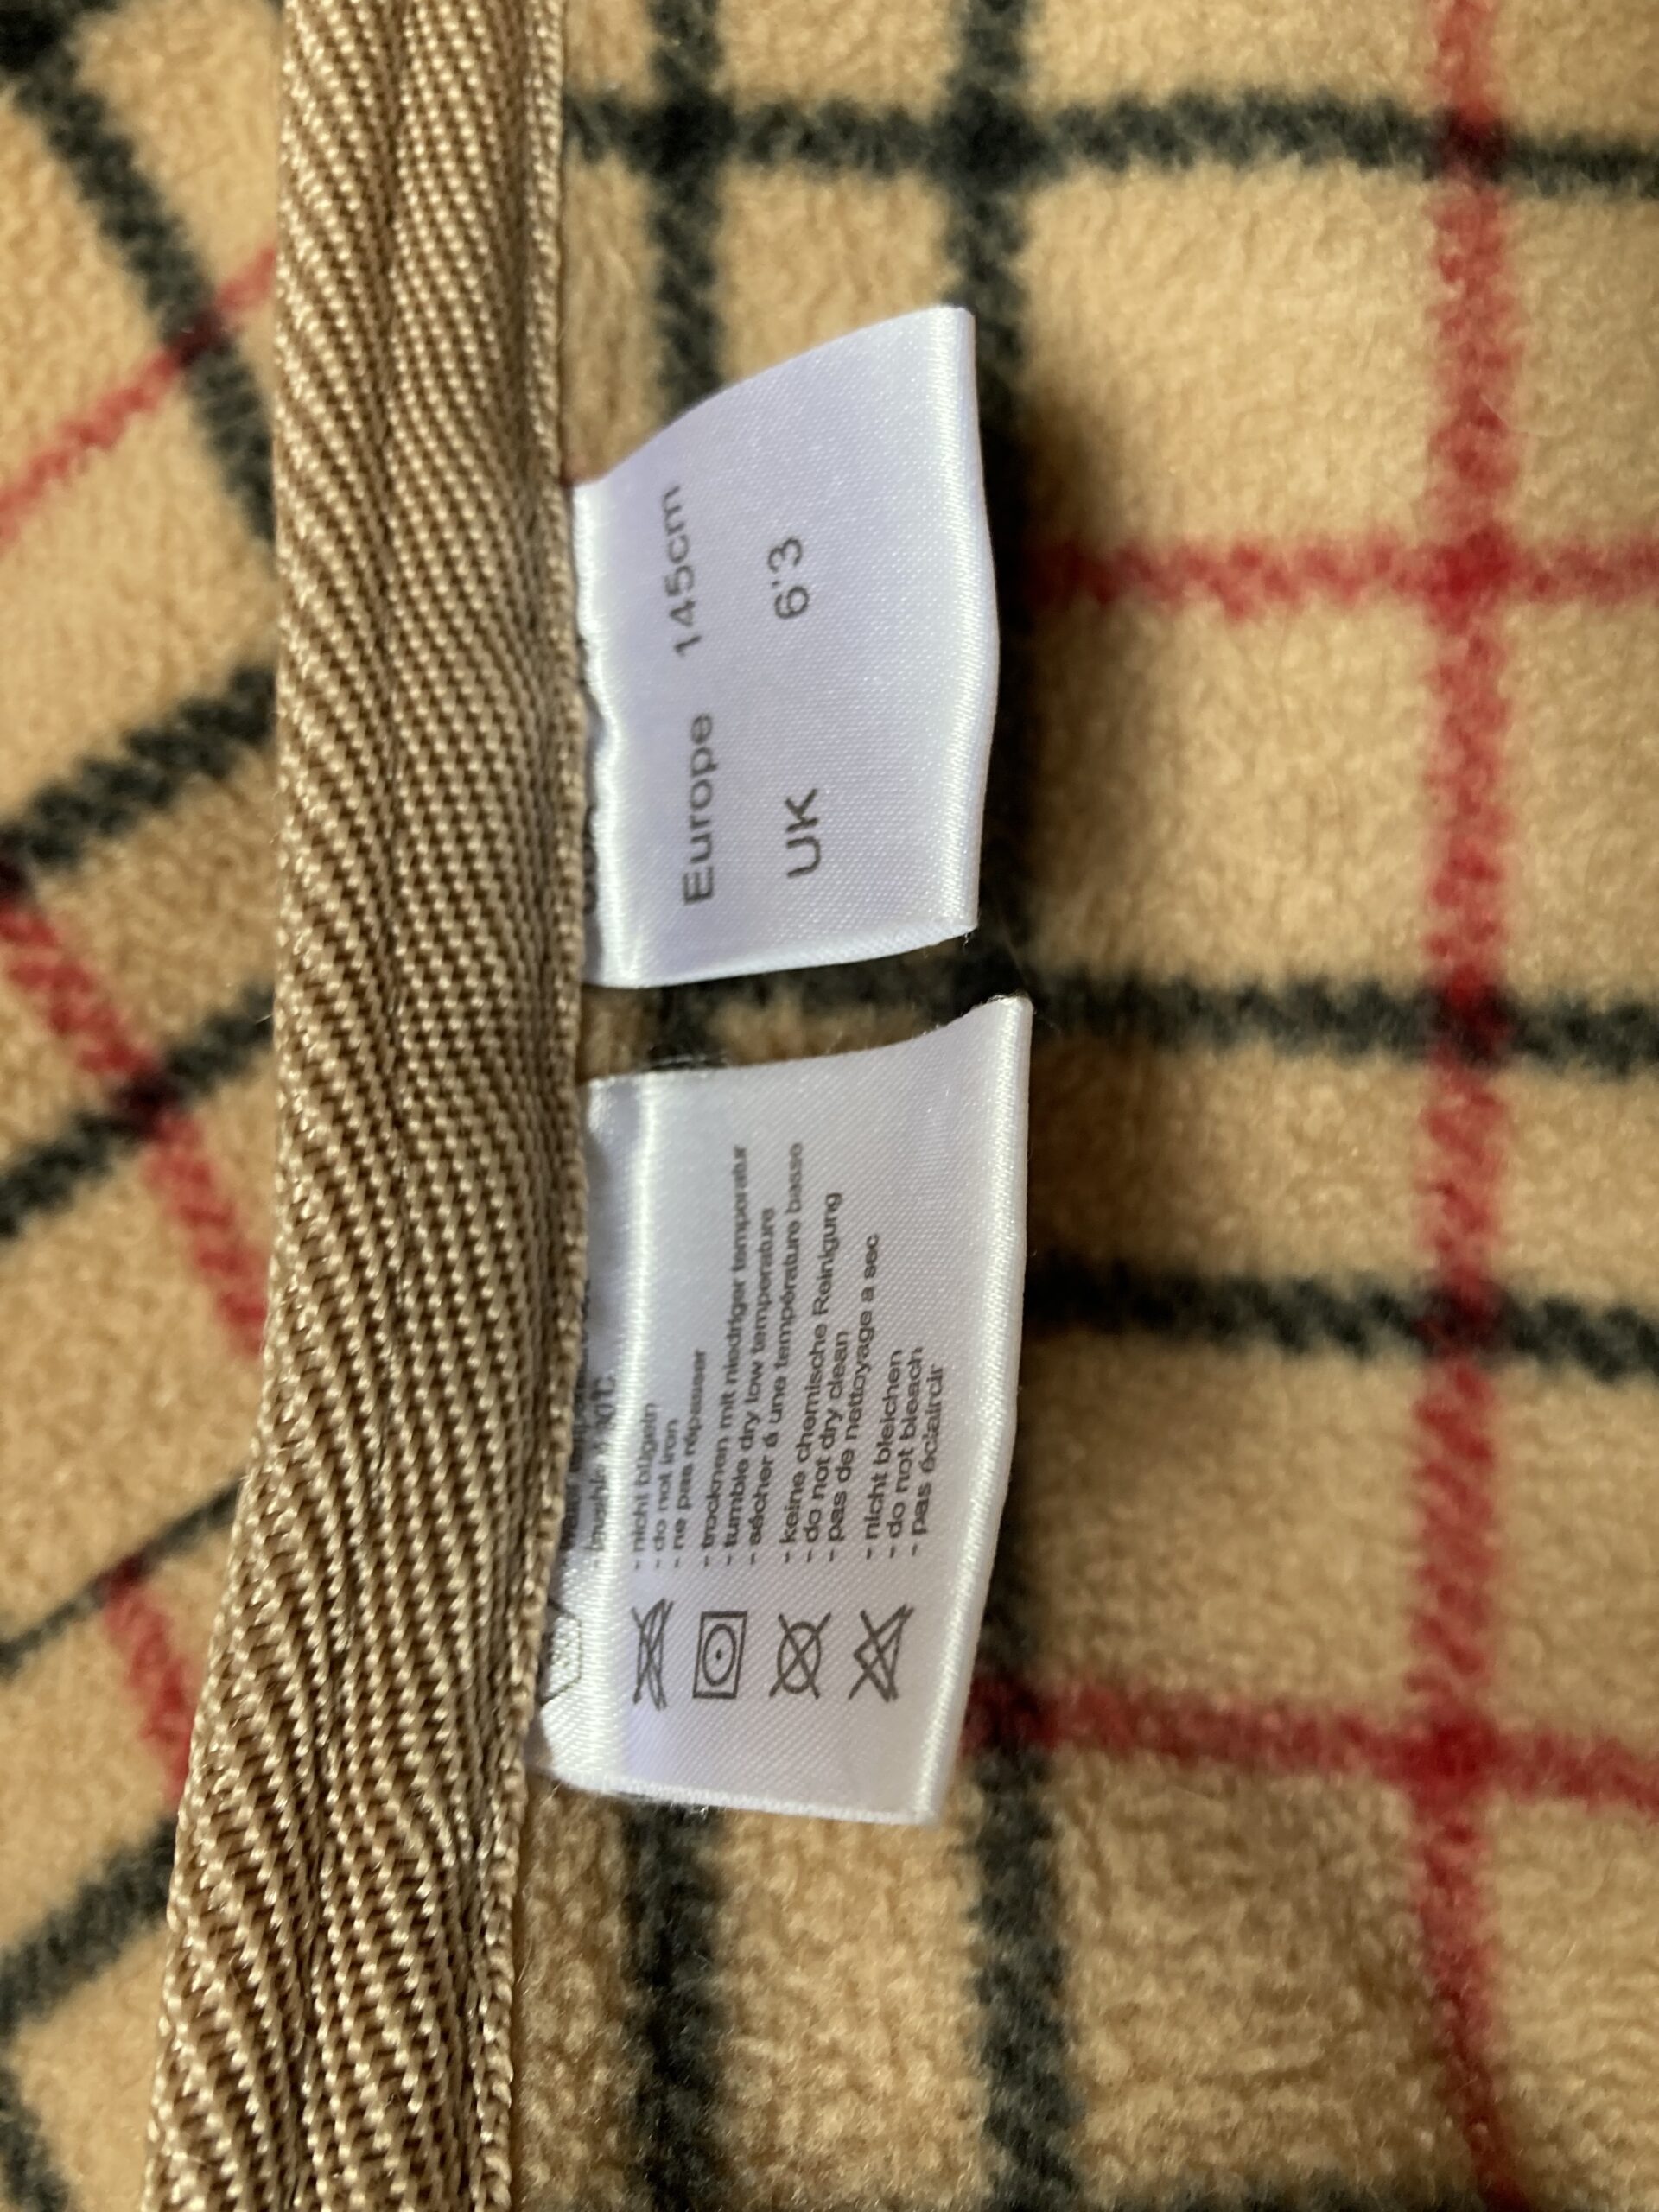 Europe 145cm
UK 6'3
- nicht bügeln
- do not iron
- ne pas répasser
- trocknen mit niedriger temperatur
- tumble dry low temperature
- sécher á une température basse
- keine chemische Reinigung
- do not dry clean
- pas de nettoyage a sec
- nicht bleichen
- do not bleach
- pas éclaircir